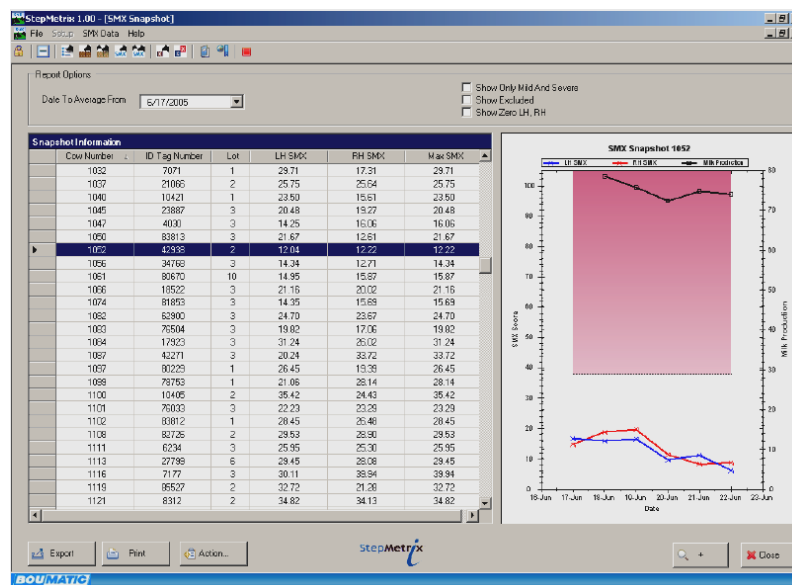 StepMetrix 1.00 - [SMX Snapshot]
File Setup SMX Data Help
Report Options
Date To Average From 6/17/2005
Show Only Mild And Severe
Show Excluded
Show Zero LH, RH
Snapshot Information
Cow Number ID Tag Number Lot LH SMX RH SMX Max SMX
1032 7071 1 29.71 17.31 29.71
1037 21066 2 25.75 25.64 25.75
1040 10421 1 23.50 15.61 23.50
1045 23887 3 20.48 19.27 20.48
1047 4030 3 14.25 16.06 16.06
1050 83813 3 21.67 12.61 21.67
1052 42938 2 12.04 12.22 12.22
1056 34768 3 14.34 12.71 14.34
1061 80670 10 14.95 15.87 15.87
1066 18522 3 21.16 20.02 21.16
1074 81853 3 14.35 15.69 15.69
1082 62900 3 24.70 23.67 24.70
1083 76504 3 19.82 17.06 19.82
1084 17923 3 31.24 26.02 31.24
1087 42271 3 20.24 33.72 33.72
1097 80229 1 26.45 19.39 26.45
1099 78753 1 21.06 28.14 28.14
1100 10405 2 35.42 24.43 35.42
1101 76033 3 22.23 23.29 23.29
1102 83812 1 28.45 26.48 28.45
1108 82726 2 29.53 28.90 29.53
1111 6234 3 25.95 25.30 25.95
1113 27799 6 29.45 28.08 29.45
1116 7177 3 30.11 39.94 39.94
1119 85527 2 32.72 21.28 32.72
1121 8312 2 34.82 34.13 34.82
SMX Snapshot 1052
LH SMX RH SMX Milk Production
100
90
80
70
60
50
40
30
20
10
0
SMX Score
80
70
60
50
40
30
20
10
0
Milk Production
16-Jun 17-Jun 18-Jun 19-Jun 20-Jun 21-Jun 22-Jun 23-Jun
Date
Export Print Action... StepMetrix + Close
BOUMATIC